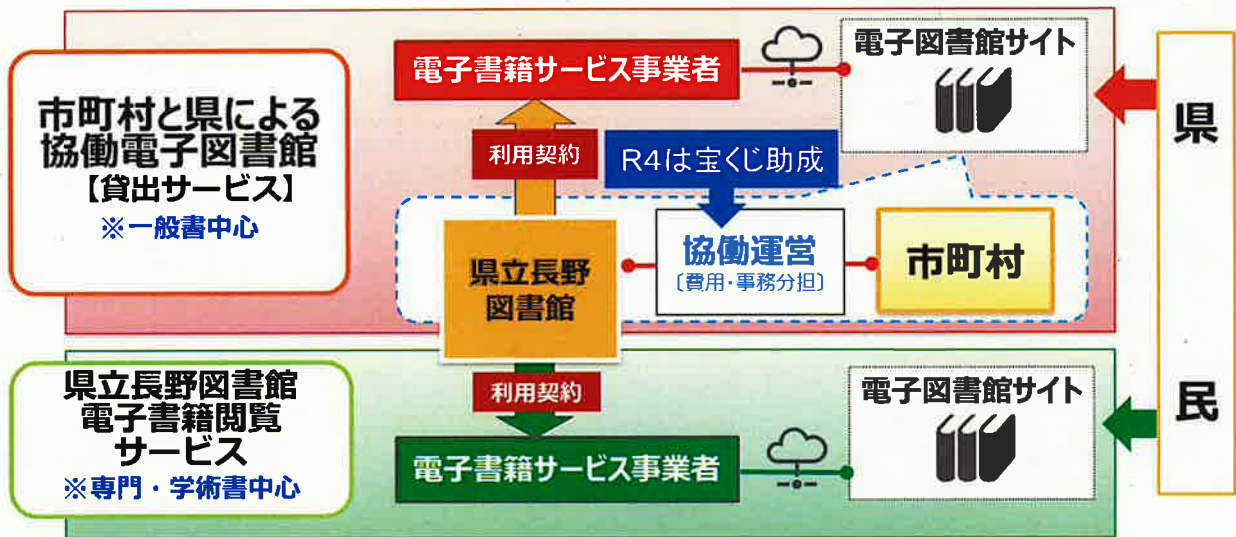 市町村と県による
協働電子図書館
【貸出サービス】
※一般書中心
電子書籍サービス事業者
電子図書館サイト
利用契約
R4は宝くじ助成
県立長野
図書館
協働運営
〔費用・事務分担〕
市町村
県
民
県立長野図書館
電子書籍閲覧
サービス
※専門・学術書中心
利用契約
電子書籍サービス事業者
電子図書館サイト